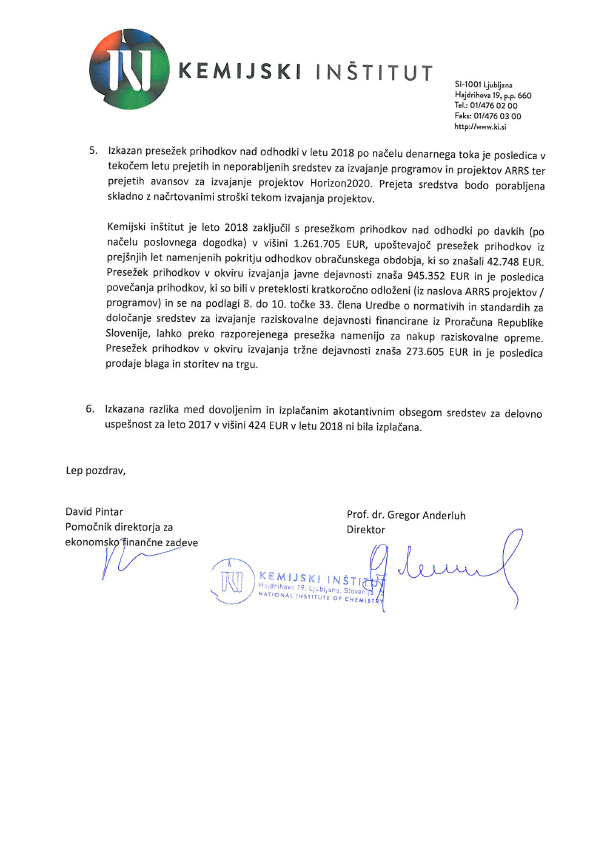 KEMIJSKI INŠTITUT
SI-1001 Ljubljana
Hajdrihova 19, p.p. 660
Tel.: 01/476 02 00
Faks: 01/476 03 00
http://www.ki.si
5. Izkazan presežek prihodkov nad odhodki v letu 2018 po načelu denarnega toka je posledica v
tekočem letu prejetih in neporabljenih sredstev za izvajanje programov in projektov ARRS ter
prejetih avansov za izvajanje projektov Horizon2020. Prejeta sredstva bodo porabljena
skladno z načrtovanimi stroški tekom izvajanja projektov.
Kemijski inštitut je leto 2018 zaključil s presežkom prihodkov nad odhodki po davkih (po
načelu poslovnega dogodka) v višini 1.261.705 EUR, upoštevajoč presežek prihodkov iz
prejšnjih let namenjenih pokritju odhodkov obračunskega obdobja, ki so znašali 42.748 EUR.
Presežek prihodkov v okviru izvajanja javne dejavnosti znaša 945.352 EUR in je posledica
povečanja prihodkov, ki so bili v preteklosti kratkoročno odloženi (iz naslova ARRS projektov /
programov) in se na podlagi 8. do 10. točke 33. člena Uredbe o normativih in standardih za
določanje sredstev za izvajanje raziskovalne dejavnosti financirane iz Proračuna Republike
Slovenije, lahko preko razporejenega presežka namenijo za nakup raziskovalne opreme.
Presežek prihodkov v okviru izvajanja tržne dejavnosti znaša 273.605 EUR in je posledica
prodaje blaga in storitev na trgu.
6. Izkazana razlika med dovoljenim in izplačanim akotantivnim obsegom sredstev za delovno
uspešnost za leto 2017 v višini 424 EUR v letu 2018 ni bila izplačana.
Lep pozdrav,
David Pintar
Pomočnik direktorja za
ekonomsko finančne zadeve
Prof. dr. Gregor Anderluh
Direktor
KEMIJSKI INŠTITUT
Hajdrihova 19, Ljubljana, Slovenija
NATIONAL INSTITUTE OF CHEMISTRY